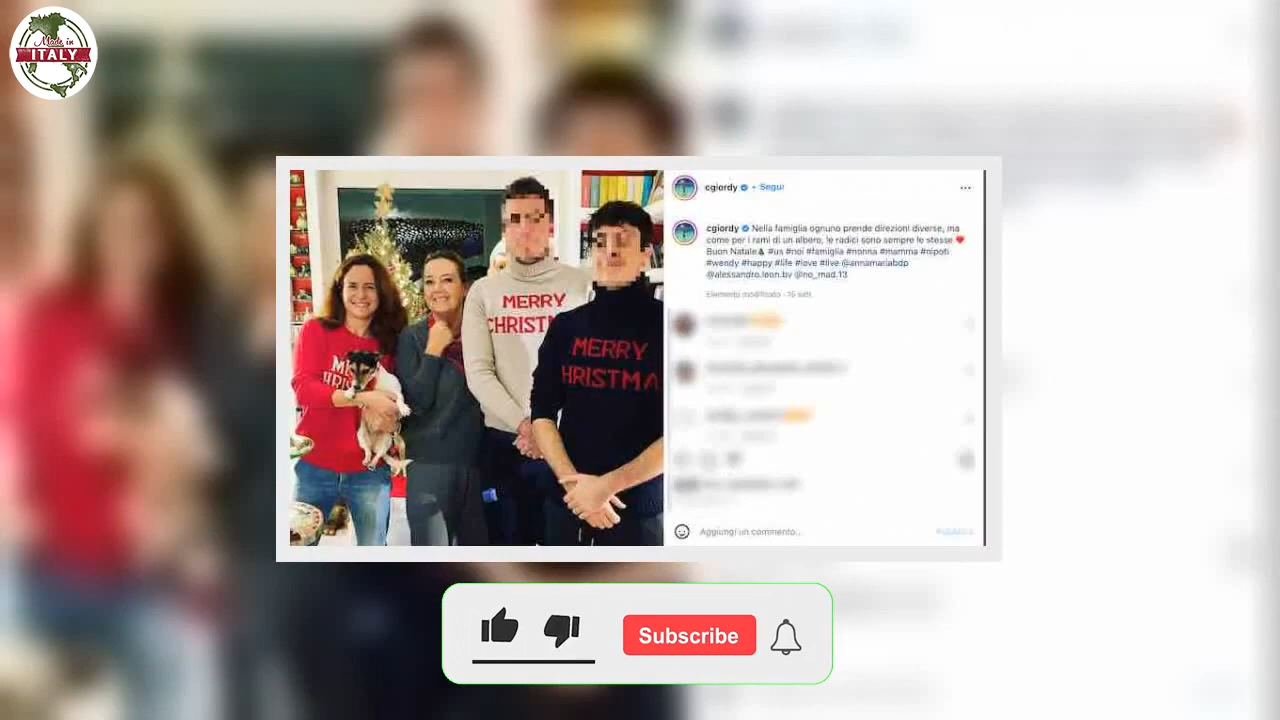 Made in
ITALY
MERRY
CHRISTM
MERRY
HRISTMA
cgiordy • Segui
cgiordy Nella famiglia ognuno prende direzioni diverse, ma
come per i rami di un albero, le radici sono sempre le stesse ❤️
Buon Natale🎄 #us #noi #famiglia #nonna #mamma #nipoti
#wendy #happy #life #love #live @annamariabdp
@alessandro.leon.bv @no_mad.13
Elemento modificato · 15 sett.
Aggiungi un commento...
Subscribe